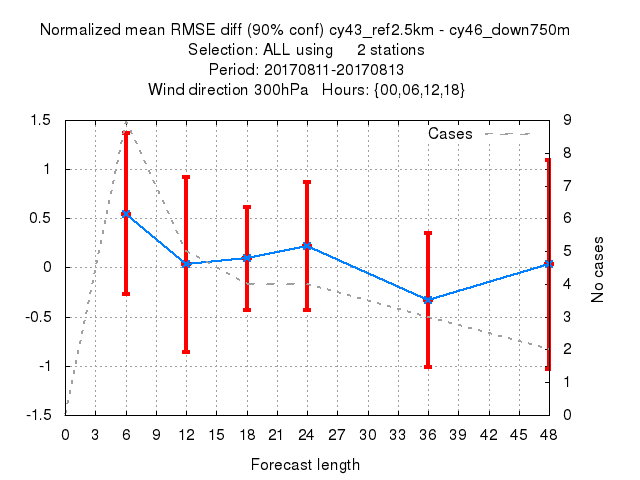 Normalized mean RMSE diff (90% conf) cy43_ref2.5km - cy46_down750m
Selection: ALL using 2 stations
Period: 20170811-20170813
Wind direction 300hPa Hours: {00,06,12,18}
Cases
1.5
1
0.5
0
-0.5
-1
-1.5
9
8
7
6
5
4
3
2
1
0
No cases
0 3 6 9 12 15 18 21 24 27 30 33 36 39 42 45 48
Forecast length